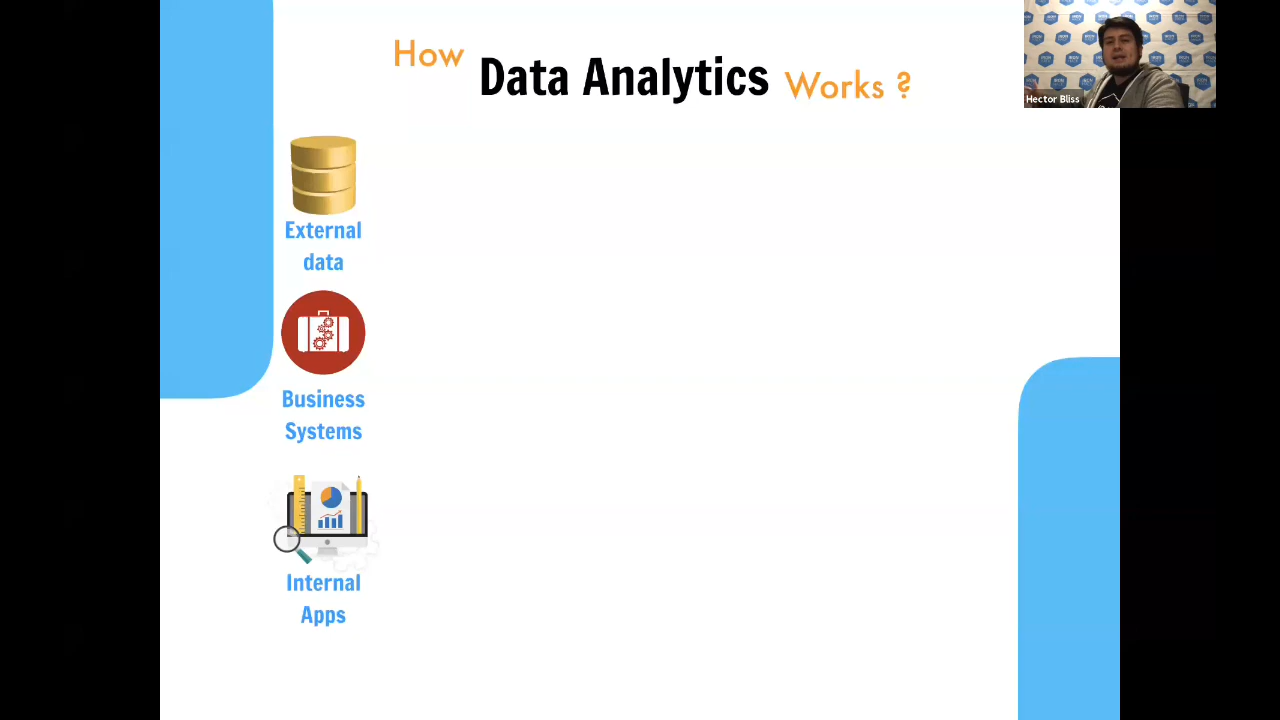 How Data Analytics Works ?
Hector Bliss
External
data
Business
Systems
Internal
Apps